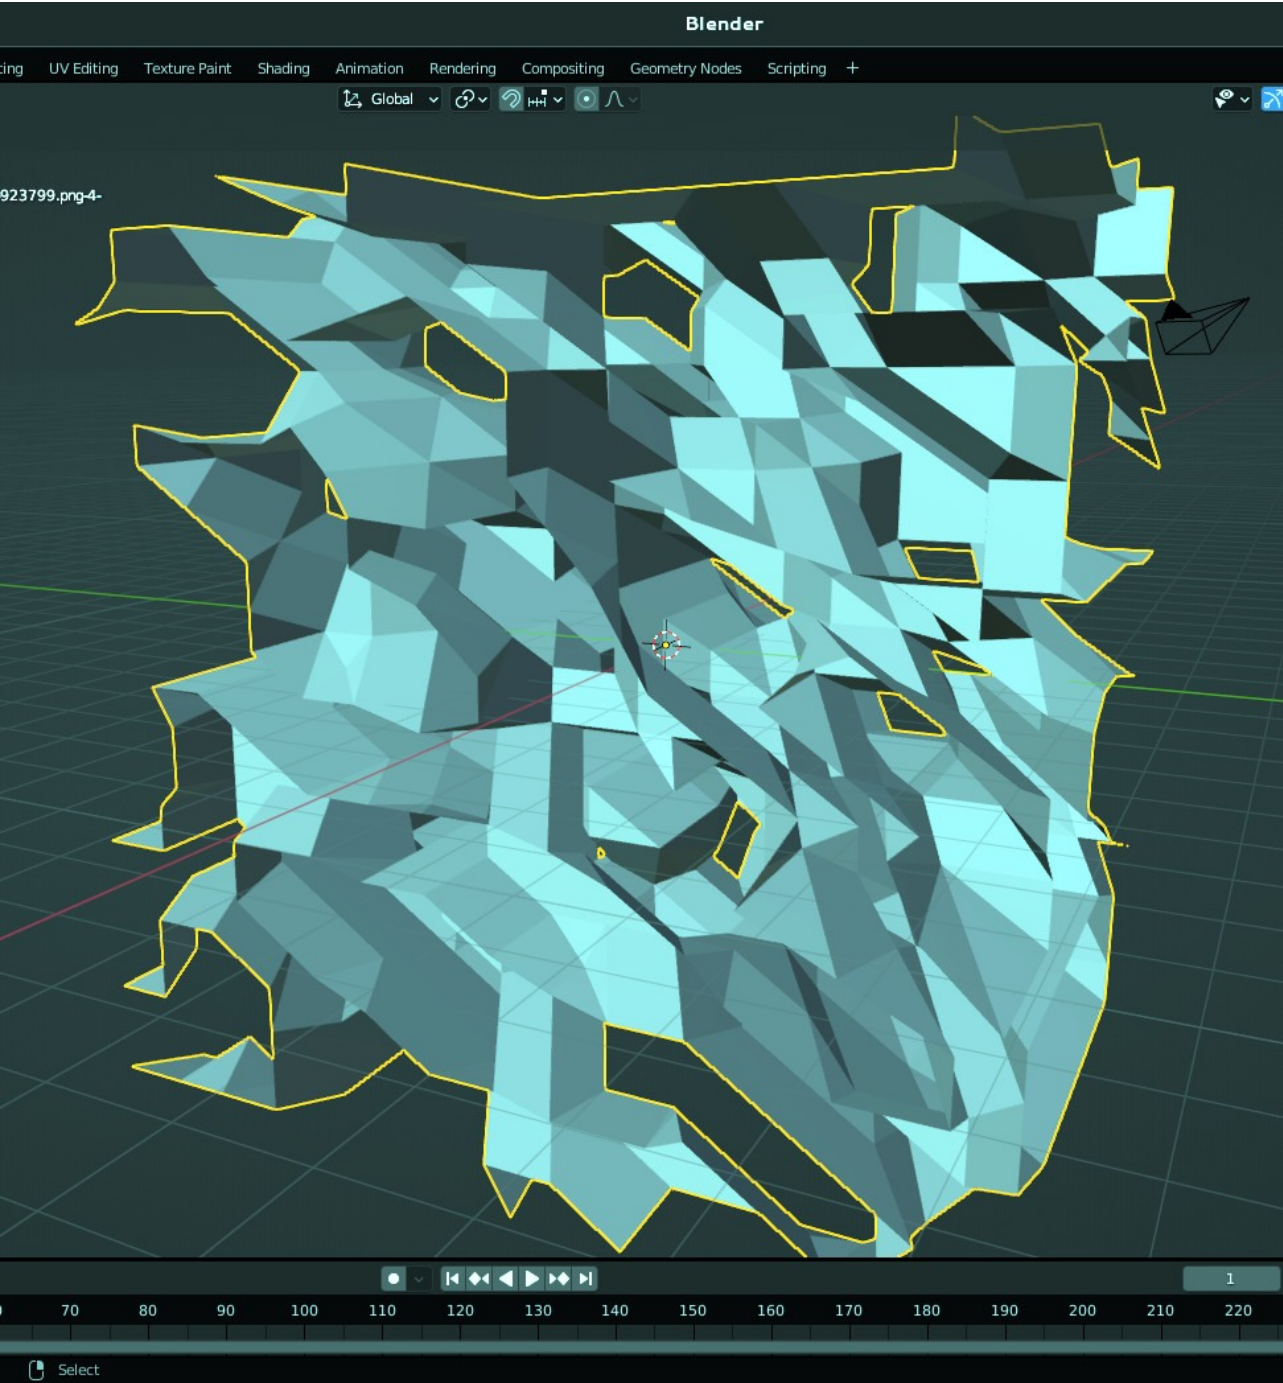 Blender
ting UV Editing Texture Paint Shading Animation Rendering Compositing Geometry Nodes Scripting +
Global
923799.png-4-
1
70 80 90 100 110 120 130 140 150 160 170 180 190 200 210 220
Select